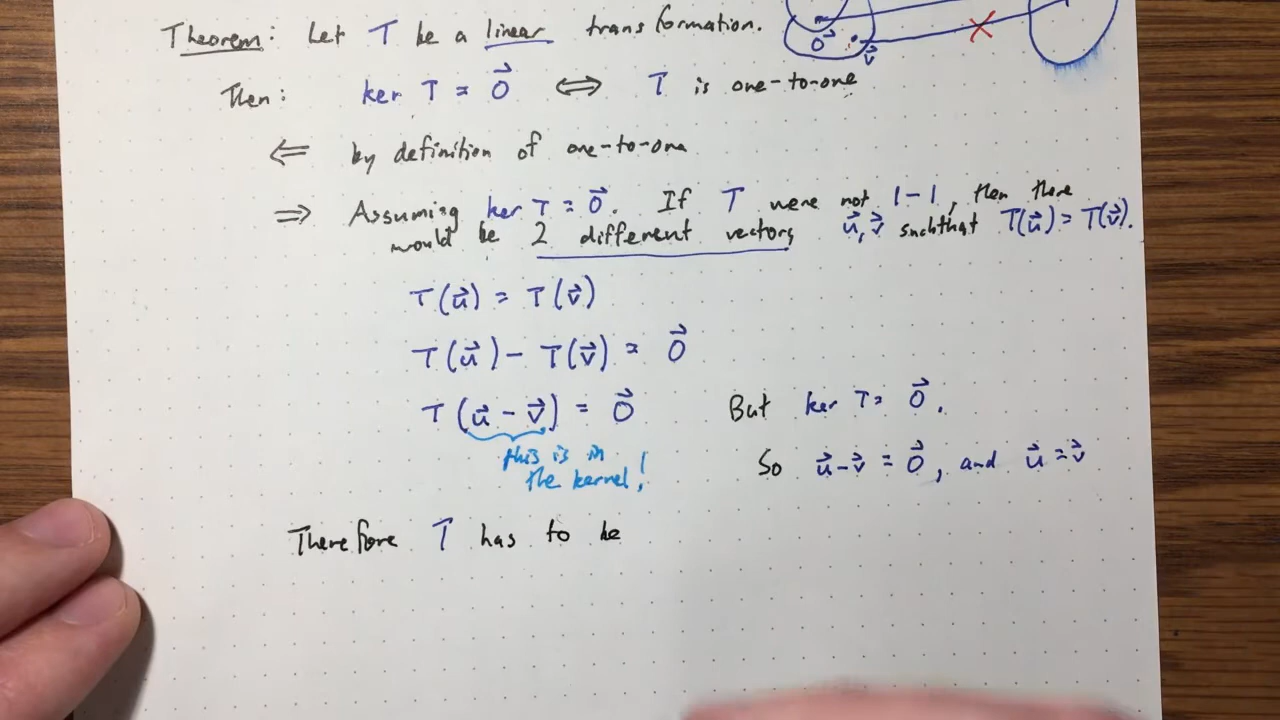 Theorem: Let T be a linear transformation.
0⃗ v⃗
Then: ker T = 0⃗ ⟺ T is one-to-one
⟸ by definition of one-to-one
⟹ Assuming ker T = 0⃗. If T were not 1-1, then there
would be 2 different vectors u⃗, v⃗ such that T(u⃗) = T(v⃗).
T(u⃗) = T(v⃗)
T(u⃗) - T(v⃗) = 0⃗
T(u⃗ - v⃗) = 0⃗ But ker T = 0⃗.
this is in
the kernel!
So u⃗-v⃗ = 0⃗, and u⃗ = v⃗
Therefore T has to be